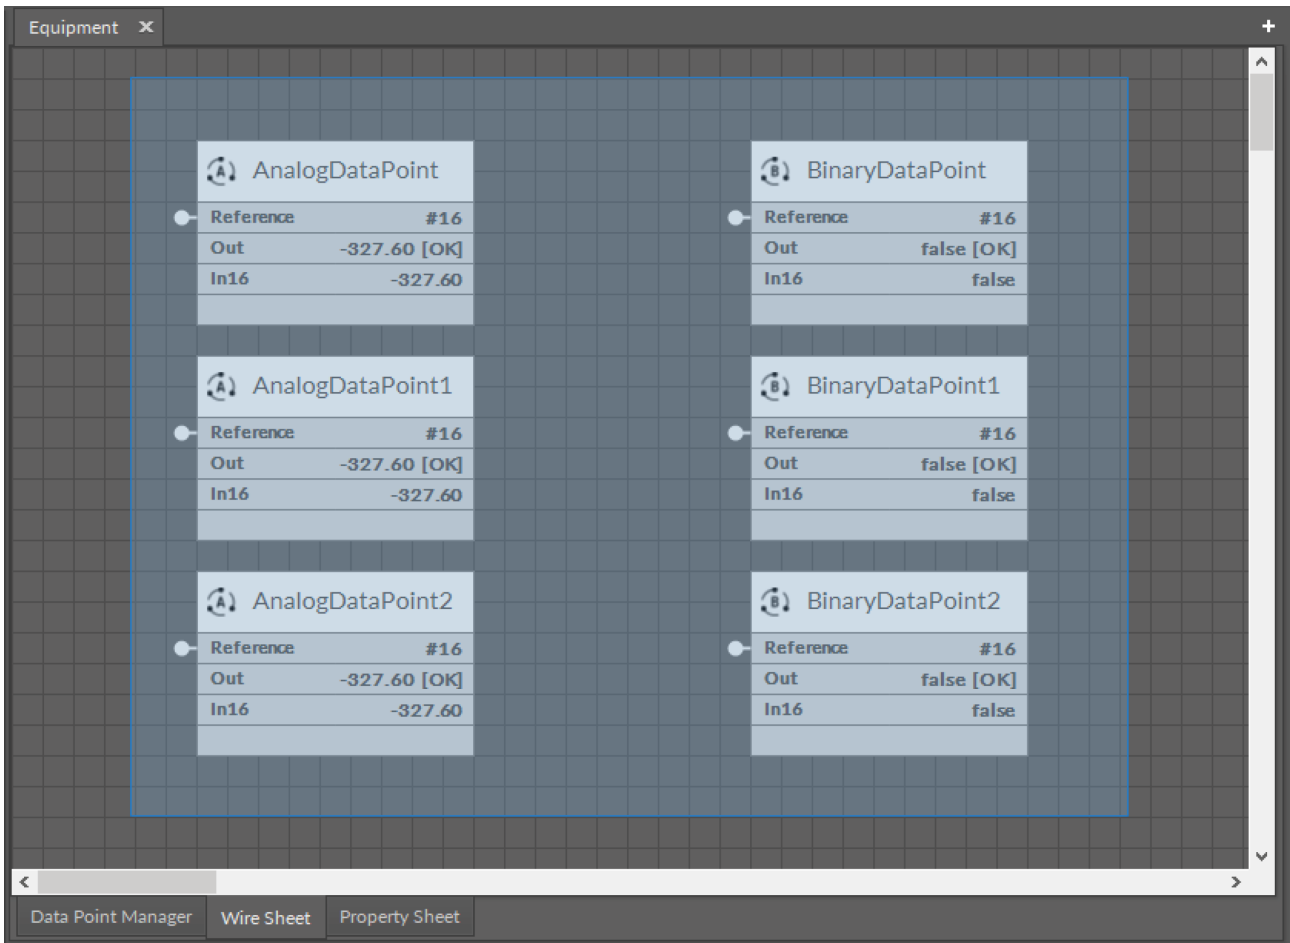 Equipment
AnalogDataPoint
Reference #16
Out -327.60 [OK]
In16 -327.60
BinaryDataPoint
Reference #16
Out false [OK]
In16 false
AnalogDataPoint1
Reference #16
Out -327.60 [OK]
In16 -327.60
BinaryDataPoint1
Reference #16
Out false [OK]
In16 false
AnalogDataPoint2
Reference #16
Out -327.60 [OK]
In16 -327.60
BinaryDataPoint2
Reference #16
Out false [OK]
In16 false
Data Point Manager Wire Sheet Property Sheet